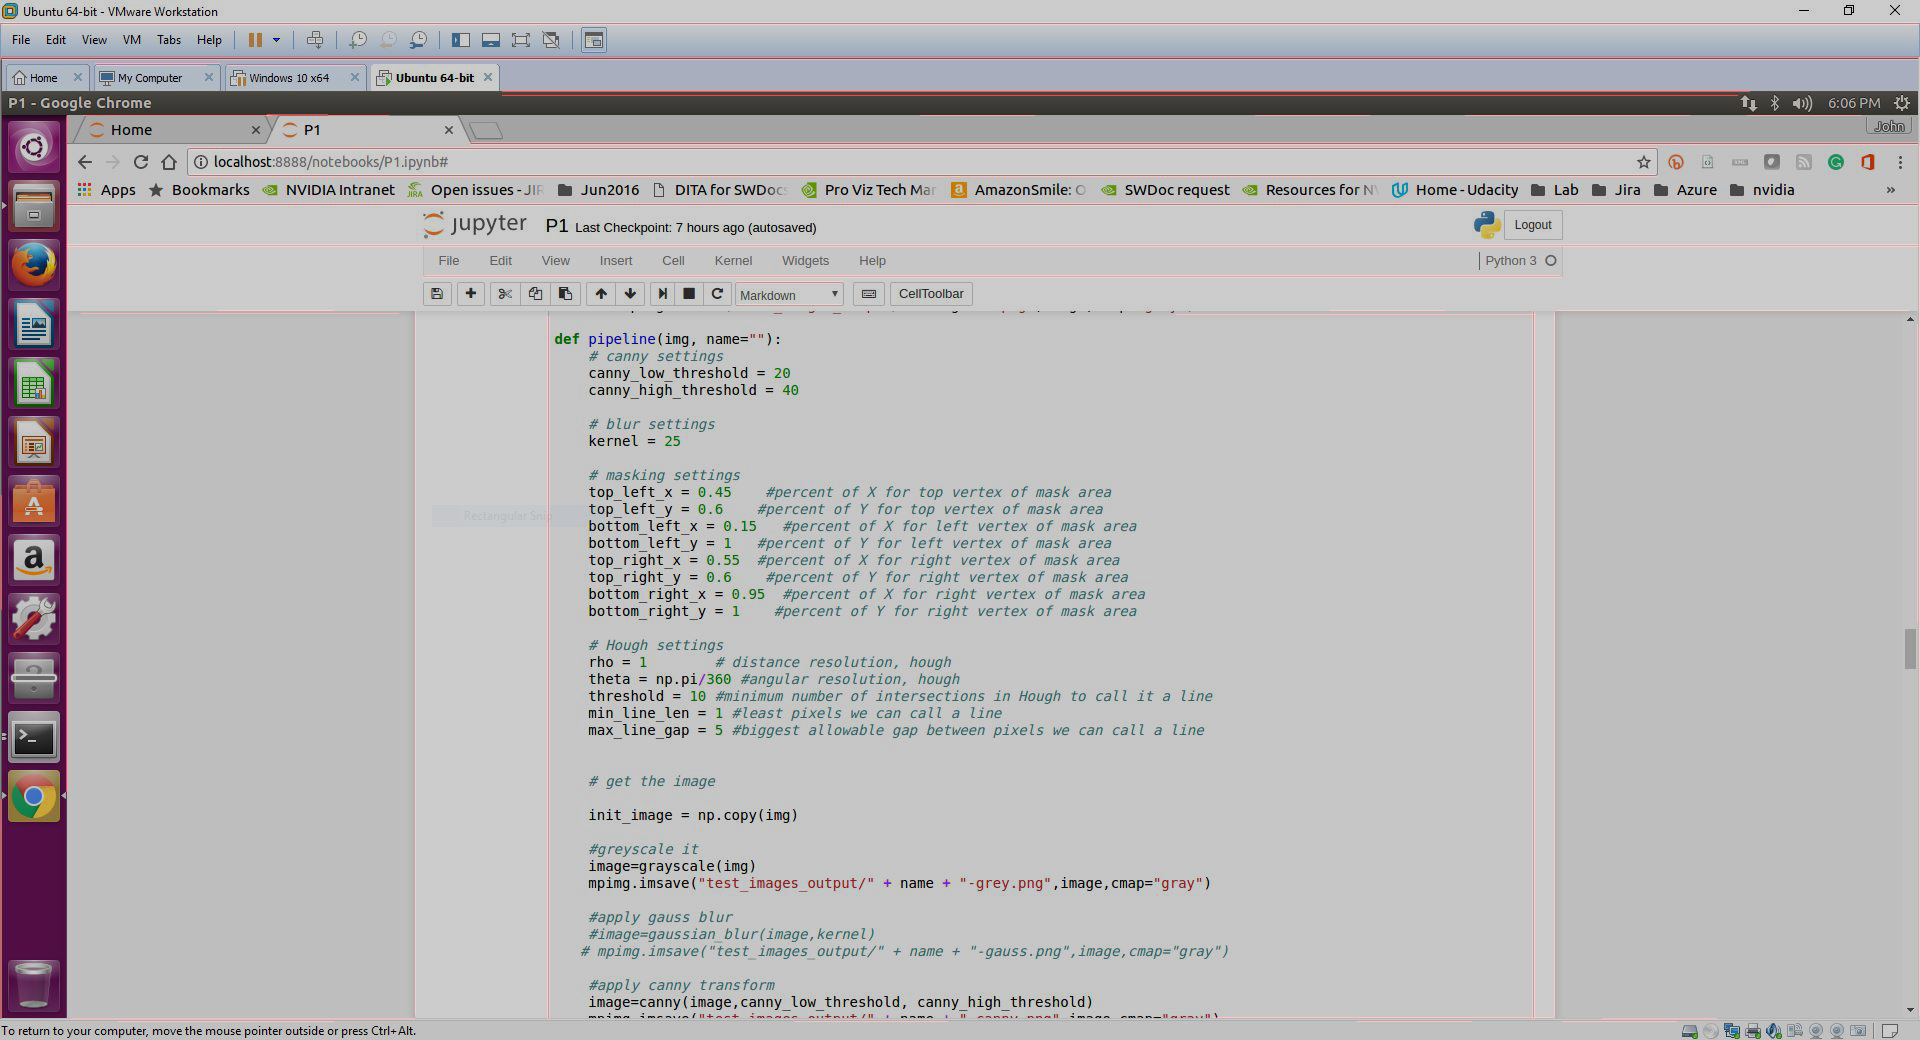 Ubuntu 64-bit - VMware Workstation
File Edit View VM Tabs Help
Home My Computer Windows 10 x64 Ubuntu 64-bit
P1 - Google Chrome 6:06 PM
Home P1 John
localhost:8888/notebooks/P1.ipynb#
Apps Bookmarks NVIDIA Intranet Open issues - JIR Jun2016 DITA for SWDocs Pro Viz Tech Mar AmazonSmile: O SWDoc request Resources for NV Home - Udacity Lab Jira Azure nvidia »
jupyter P1 Last Checkpoint: 7 hours ago (autosaved) Logout
File Edit View Insert Cell Kernel Widgets Help Python 3
Markdown CellToolbar
def pipeline(img, name=""):
# canny settings
canny_low_threshold = 20
canny_high_threshold = 40
# blur settings
kernel = 25
# masking settings
top_left_x = 0.45 #percent of X for top vertex of mask area
top_left_y = 0.6 #percent of Y for top vertex of mask area
Rectangular Snip
bottom_left_x = 0.15 #percent of X for left vertex of mask area
bottom_left_y = 1 #percent of Y for left vertex of mask area
top_right_x = 0.55 #percent of X for right vertex of mask area
top_right_y = 0.6 #percent of Y for right vertex of mask area
bottom_right_x = 0.95 #percent of X for right vertex of mask area
bottom_right_y = 1 #percent of Y for right vertex of mask area
# Hough settings
rho = 1 # distance resolution, hough
theta = np.pi/360 #angular resolution, hough
threshold = 10 #minimum number of intersections in Hough to call it a line
min_line_len = 1 #least pixels we can call a line
max_line_gap = 5 #biggest allowable gap between pixels we can call a line
# get the image
init_image = np.copy(img)
#greyscale it
image=grayscale(img)
mpimg.imsave("test_images_output/" + name + "-grey.png",image,cmap="gray")
#apply gauss blur
#image=gaussian_blur(image,kernel)
# mpimg.imsave("test_images_output/" + name + "-gauss.png",image,cmap="gray")
#apply canny transform
image=canny(image,canny_low_threshold, canny_high_threshold)
mpimg.imsave("test_images_output/" + name + "-canny.png",image,cmap="gray")
To return to your computer, move the mouse pointer outside or press Ctrl+Alt.